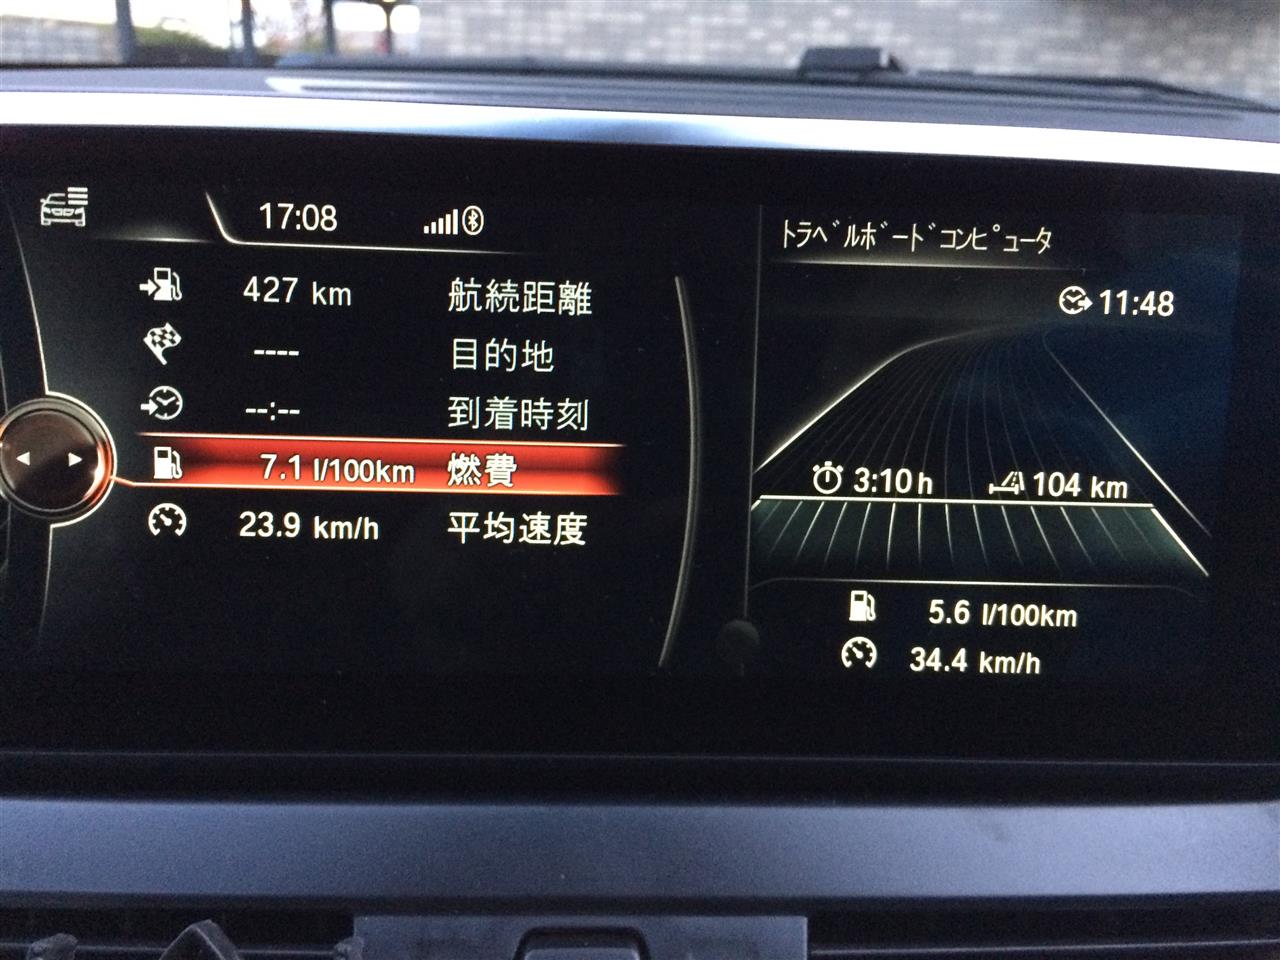 17:08
427 km 航続距離
---- 目的地
--:-- 到着時刻
7.1 l/100km 燃費
23.9 km/h 平均速度
ﾄﾗﾍﾞﾙﾎﾞｰﾄﾞｺﾝﾋﾟｭｰﾀ
11:48
3:10 h 104 km
5.6 l/100km
34.4 km/h